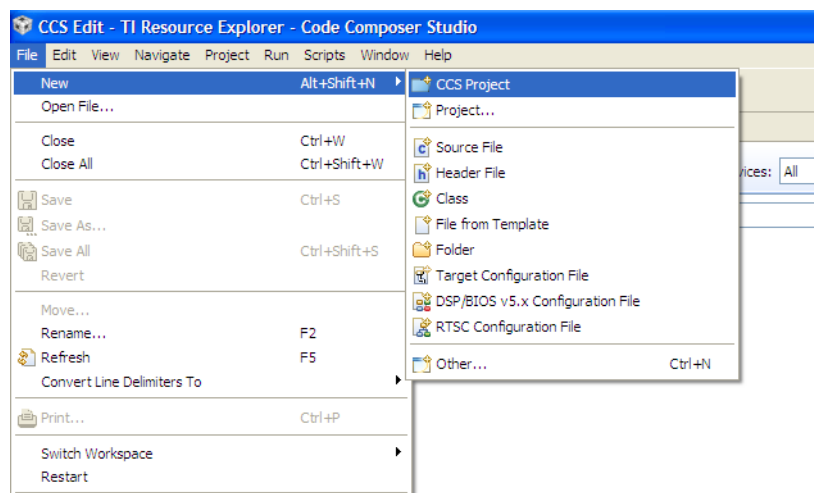 CCS Edit - TI Resource Explorer - Code Composer Studio
File Edit View Navigate Project Run Scripts Window Help
New Alt+Shift+N
Open File...
Close Ctrl+W
Close All Ctrl+Shift+W
Save Ctrl+S
Save As...
Save All Ctrl+Shift+S
Revert
Move...
Rename... F2
Refresh F5
Convert Line Delimiters To
Print... Ctrl+P
Switch Workspace
Restart
CCS Project
Project...
Source File
Header File
Class
File from Template
Folder
Target Configuration File
DSP/BIOS v5.x Configuration File
RTSC Configuration File
Other... Ctrl+N
vices: All